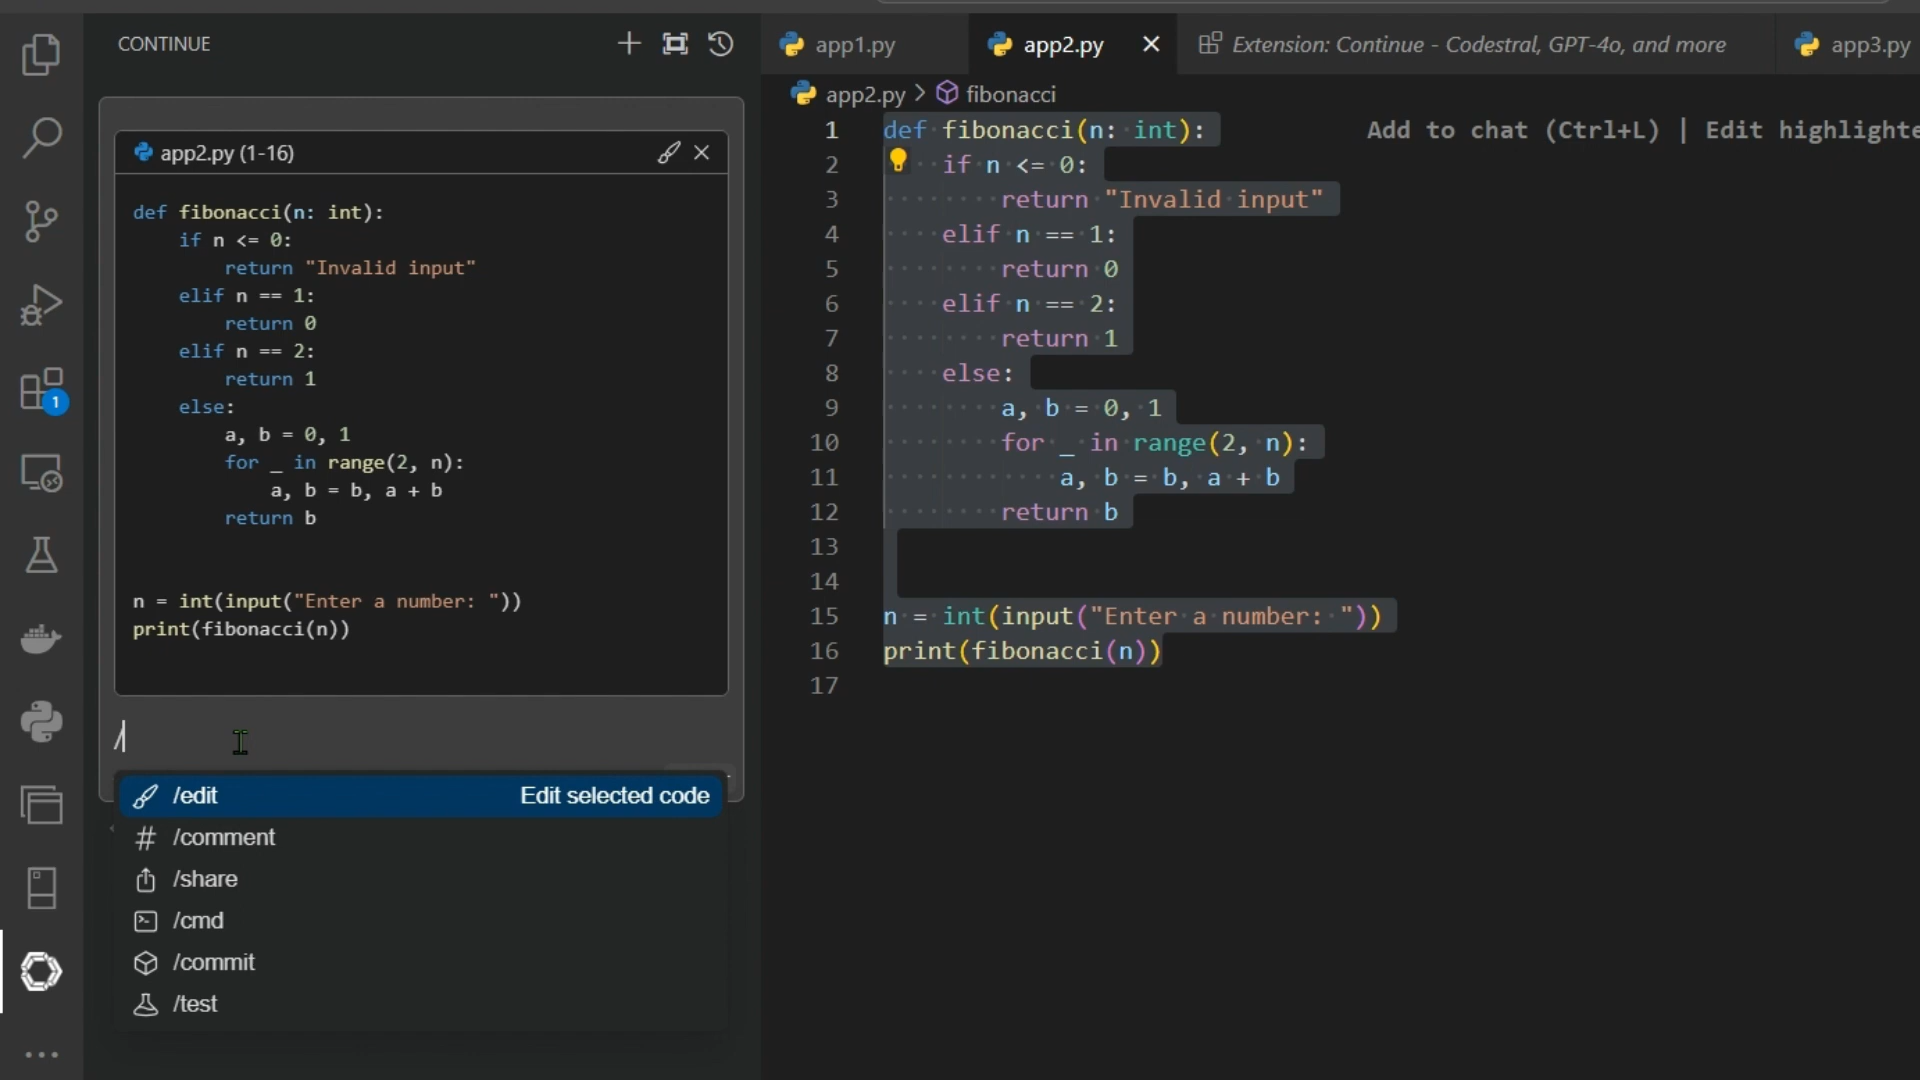 CONTINUE
app2.py (1-16)
def fibonacci(n: int):
    if n <= 0:
        return "Invalid input"
    elif n == 1:
        return 0
    elif n == 2:
        return 1
    else:
        a, b = 0, 1
        for _ in range(2, n):
            a, b = b, a + b
        return b
n = int(input("Enter a number: "))
print(fibonacci(n))
/
/edit Edit selected code
/comment
/share
/cmd
/commit
/test
1
app1.py app2.py Extension: Continue - Codestral, GPT-4o, and more app3.py
app2.py > fibonacci
1 def fibonacci(n: int): Add to chat (Ctrl+L) | Edit
2     if n <= 0:
3         return "Invalid input"
4     elif n == 1:
5         return 0
6     elif n == 2:
7         return 1
8     else:
9         a, b = 0, 1
10         for _ in range(2, n):
11             a, b = b, a + b
12         return b
13
14
15 n = int(input("Enter a number: "))
16 print(fibonacci(n))
17